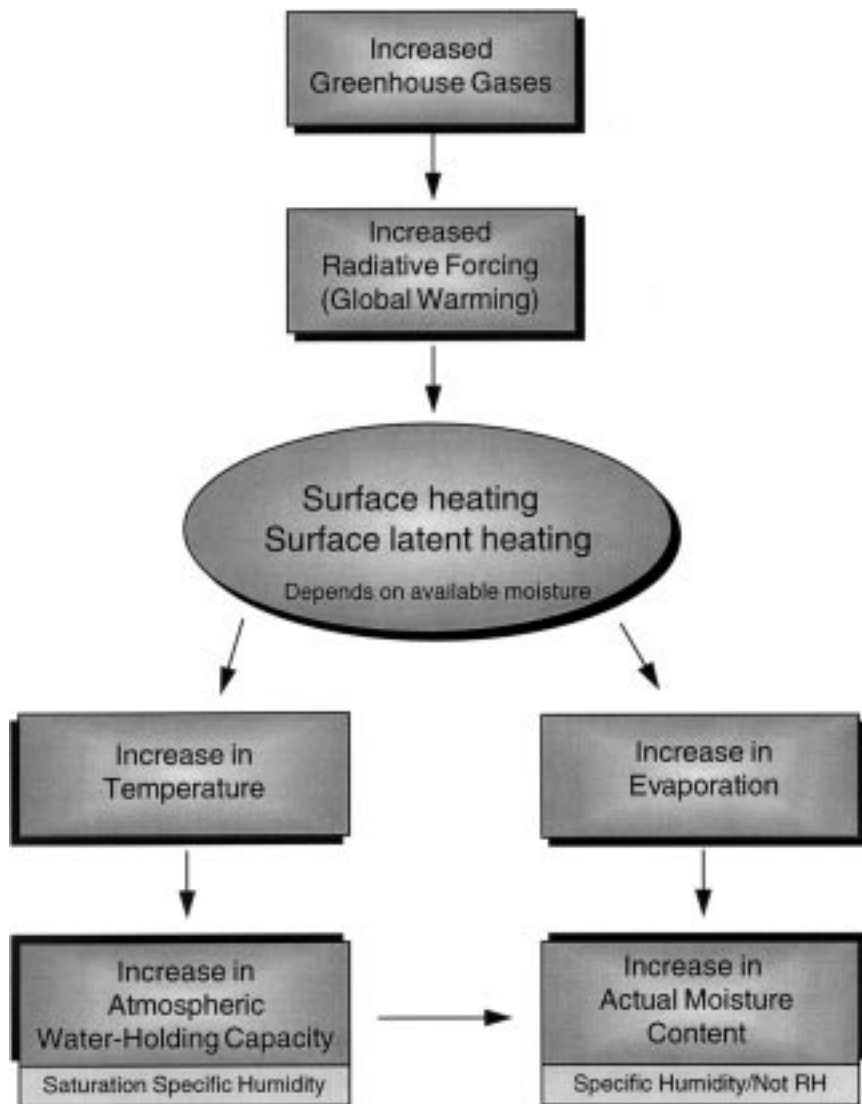 Increased
Greenhouse Gases
Increased
Radiative Forcing
(Global Warming)
Surface heating
Surface latent heating
Depends on available moisture
Increase in
Temperature
Increase in
Evaporation
Increase in
Atmospheric
Water-Holding Capacity
Saturation Specific Humidity
Increase in
Actual Moisture
Content
Specific Humidity/Not RH